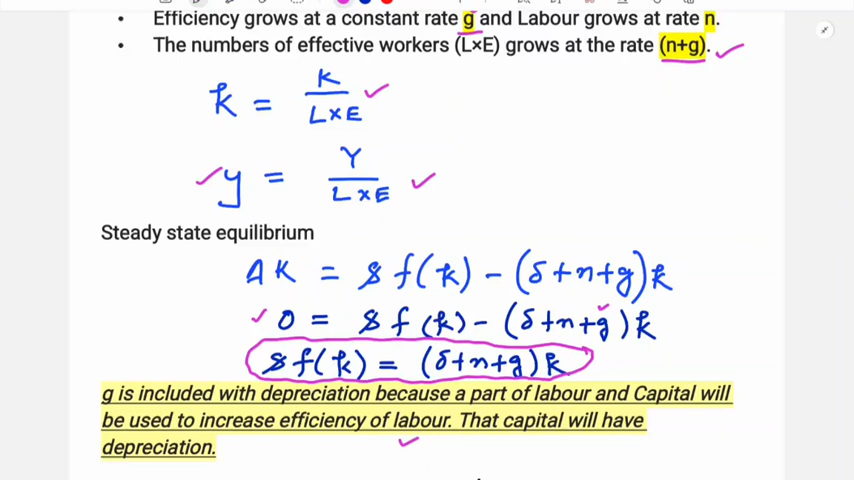 • Efficiency grows at a constant rate g and Labour grows at rate n.
• The numbers of effective workers (L×E) grows at the rate (n+g).
k = K / L×E
y = Y / L×E
Steady state equilibrium
ΔK = s f(k) − (δ+n+g)k
0 = s f(k) − (δ+n+g)k
s f(k) = (δ+n+g)k
g is included with depreciation because a part of labour and Capital will
be used to increase efficiency of labour. That capital will have
depreciation.